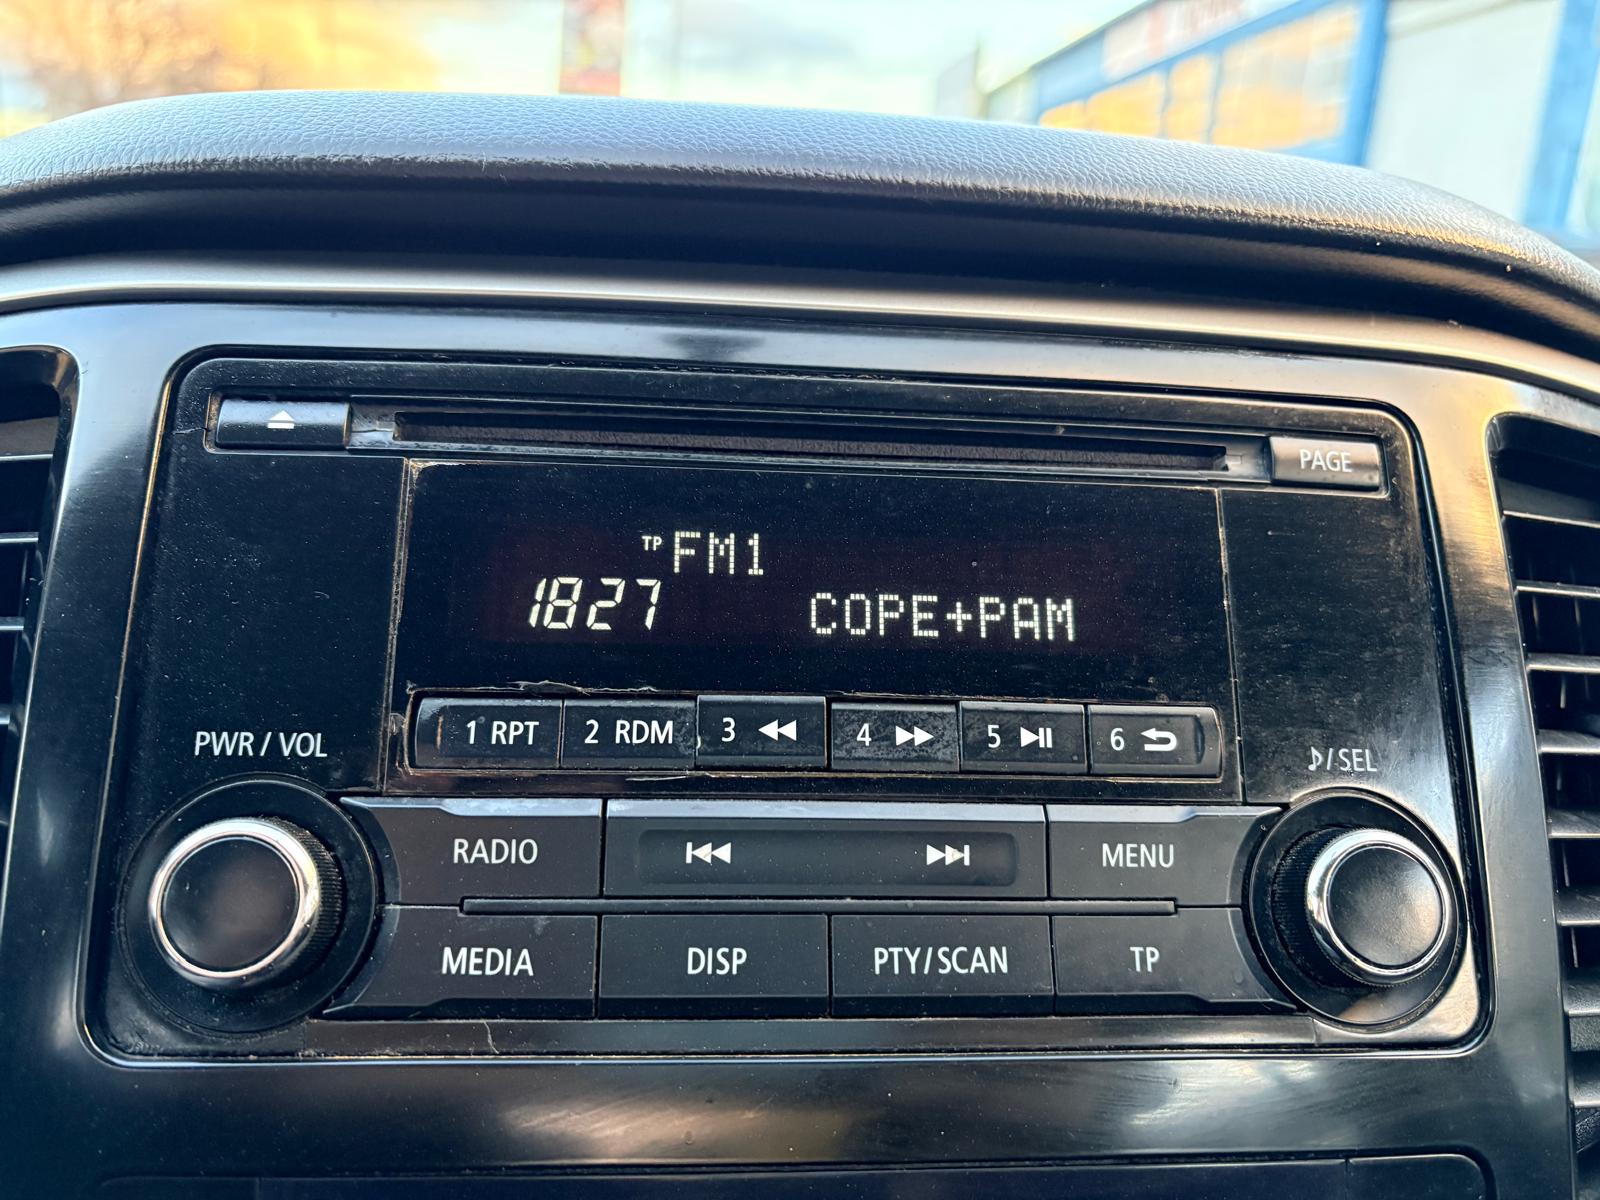 PAGE
TP FM1
1827 COPE+PAM
1 RPT 2 RDM 3 4 5 6
PWR / VOL
♪/SEL
RADIO MENU
MEDIA DISP PTY/SCAN TP